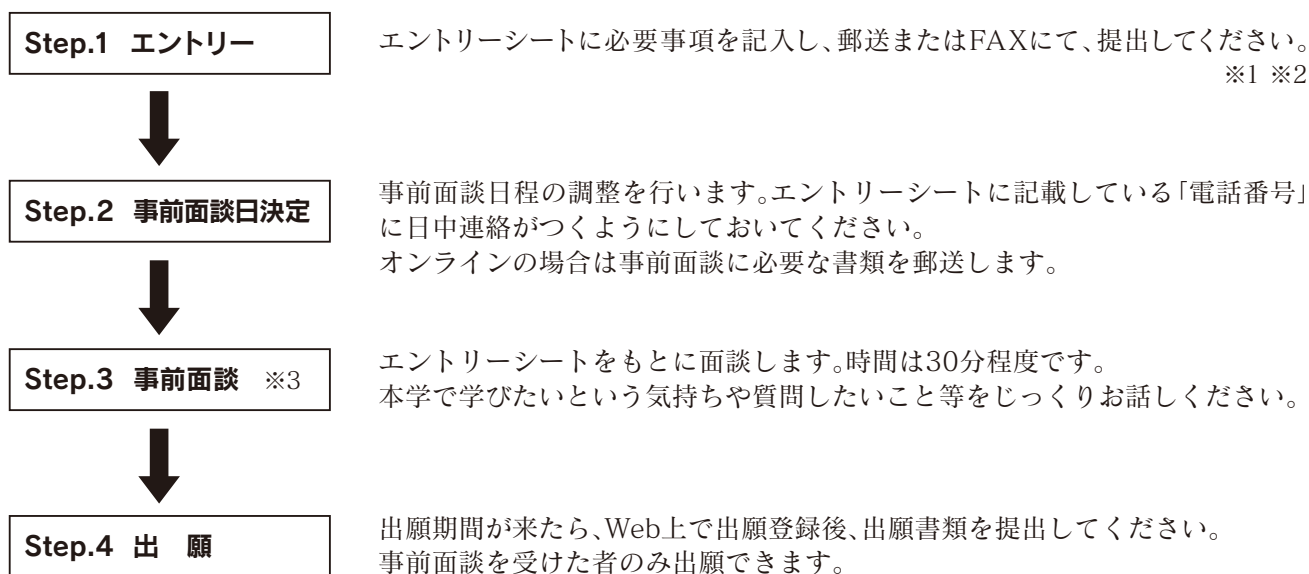 Step.1 エントリー
エントリーシートに必要事項を記入し、郵送またはFAXにて、提出してください。
※1 ※2
Step.2 事前面談日決定
事前面談日程の調整を行います。エントリーシートに記載している「電話番号」
に日中連絡がつくようにしておいてください。
オンラインの場合は事前面談に必要な書類を郵送します。
Step.3 事前面談 ※3
エントリーシートをもとに面談します。時間は30分程度です。
本学で学びたいという気持ちや質問したいこと等をじっくりお話しください。
Step.4 出　願
出願期間が来たら、Web上で出願登録後、出願書類を提出してください。
事前面談を受けた者のみ出願できます。